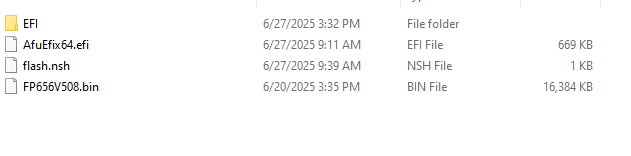 EFI 6/27/2025 3:32 PM File folder
AfuEfix64.efi 6/27/2025 9:11 AM EFI File 669 KB
flash.nsh 6/27/2025 9:39 AM NSH File 1 KB
FP656V508.bin 6/20/2025 3:35 PM BIN File 16,384 KB